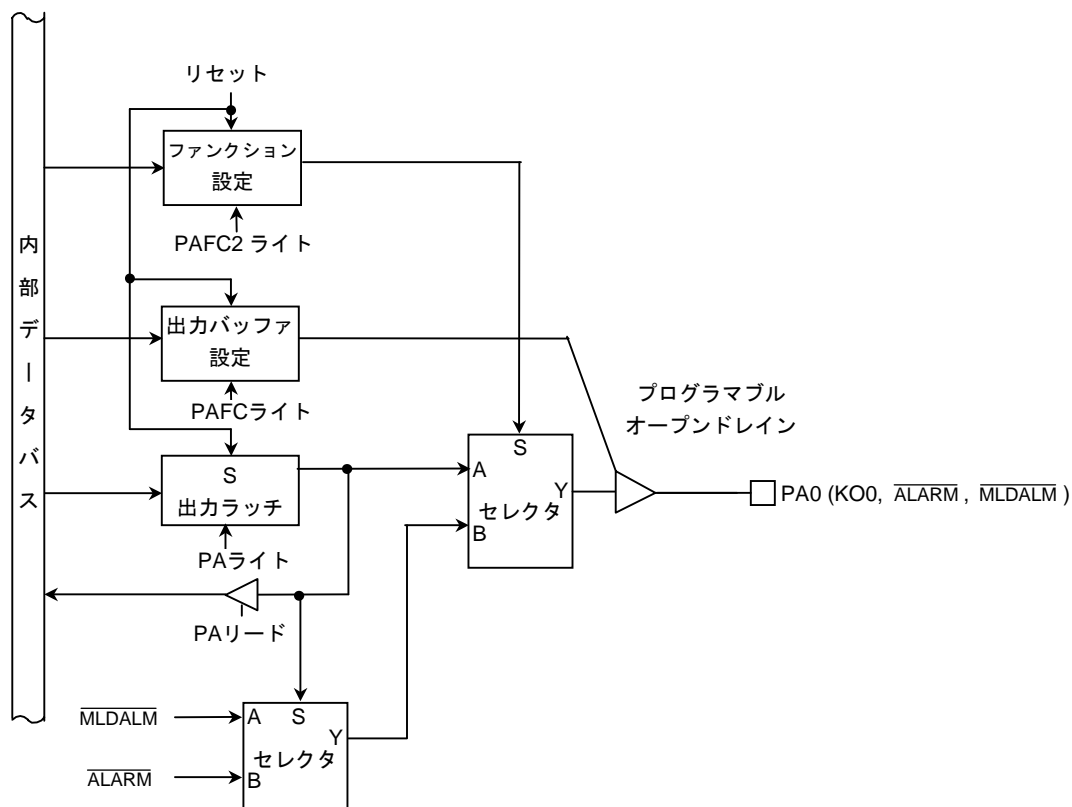 リセット
ファンクション
設定
PAFC2 ライト
内部データバス
出力バッファ
設定
PAFCライト
プログラマブル
オープンドレイン
S
出力ラッチ
PAライト
S
A
セレクタ
Y
B
PA0 (KO0, ALARM, MLDALM)
PAリード
MLDALM
A
S
Y
セレクタ
ALARM
B